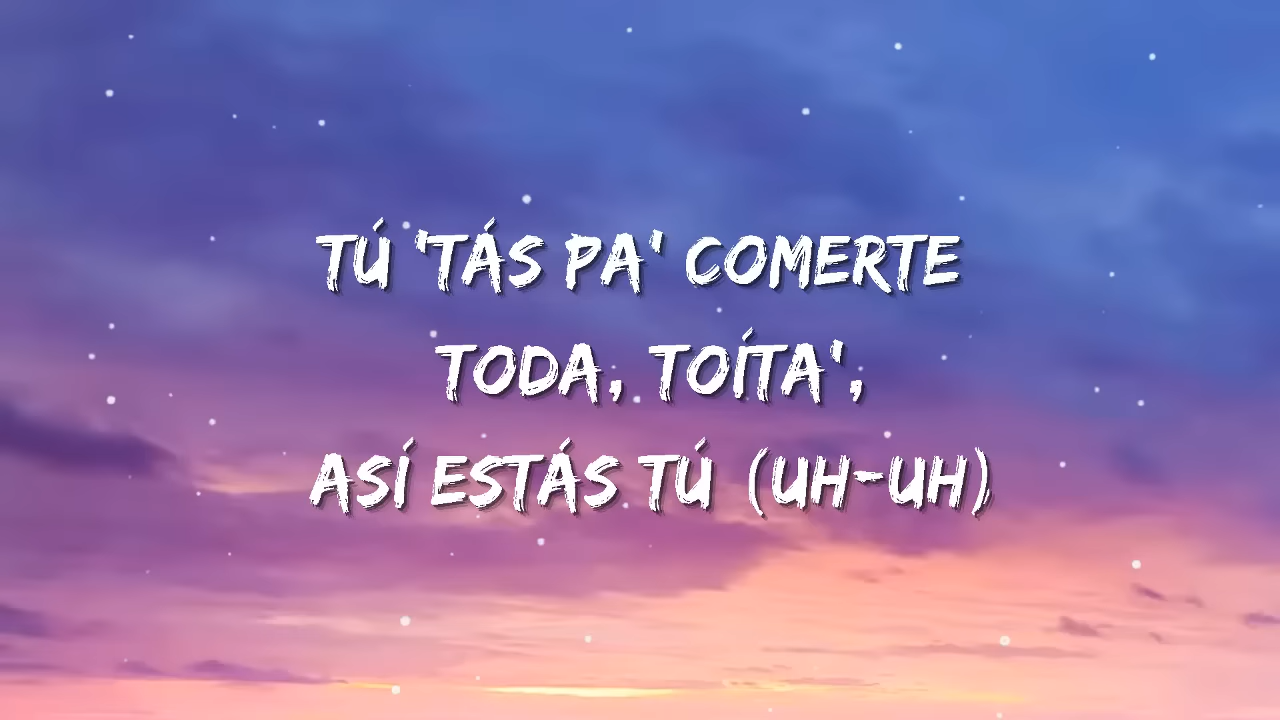 TÚ 'TÁS PA' COMERTE
TODA, TOÍTA',
ASÍ ESTÁS TÚ (UH-UH)